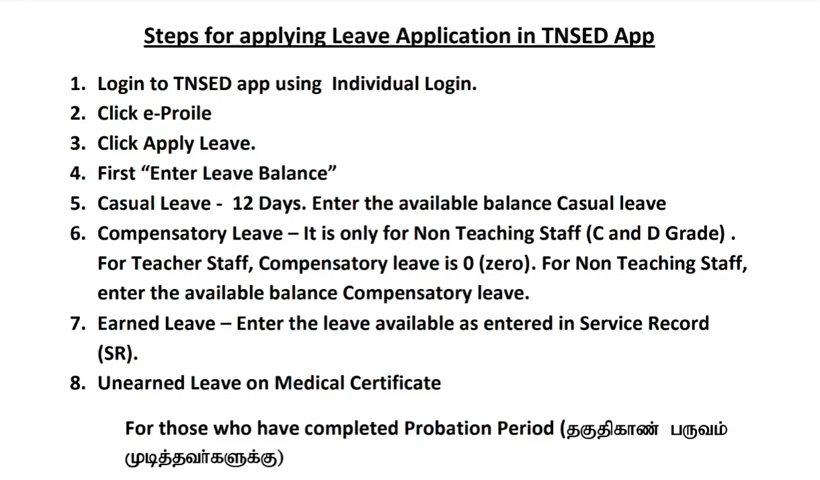 Steps for applying Leave Application in TNSED App
1. Login to TNSED app using Individual Login.
2. Click e-Proile
3. Click Apply Leave.
4. First “Enter Leave Balance”
5. Casual Leave - 12 Days. Enter the available balance Casual leave
6. Compensatory Leave – It is only for Non Teaching Staff (C and D Grade) .
For Teacher Staff, Compensatory leave is 0 (zero). For Non Teaching Staff,
enter the available balance Compensatory leave.
7. Earned Leave – Enter the leave available as entered in Service Record
(SR).
8. Unearned Leave on Medical Certificate
For those who have completed Probation Period (தகுதிகாண் பருவம்
முடித்தவர்களுக்கு)